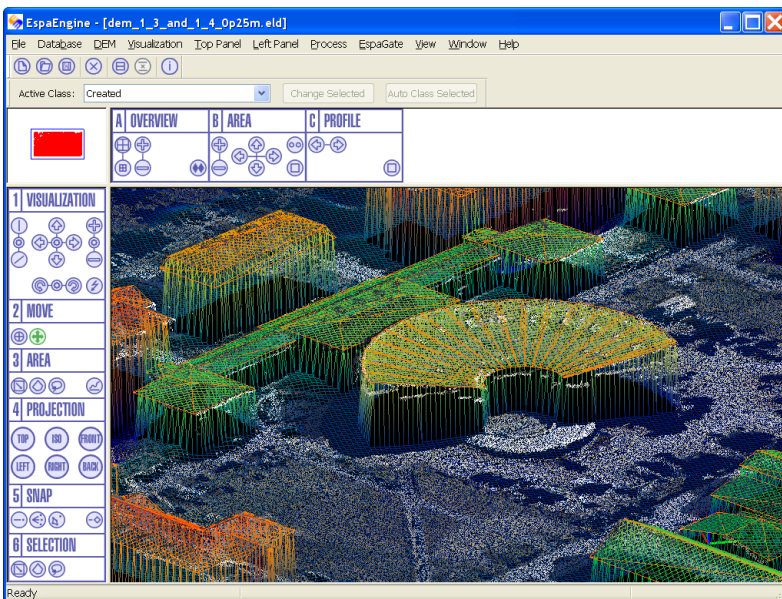 EspaEngine - [dem_1_3_and_1_4_0p25m.eld]
File DataBase DEM Visualization Top Panel Left Panel Process EspaGate View Window Help
Active Class: Created Change Selected Auto Class Selected
A OVERVIEW B AREA C PROFILE
1 VISUALIZATION
2 MOVE
3 AREA
4 PROJECTION
TOP ISO FRONT
LEFT RIGHT BACK
5 SNAP
6 SELECTION
Ready